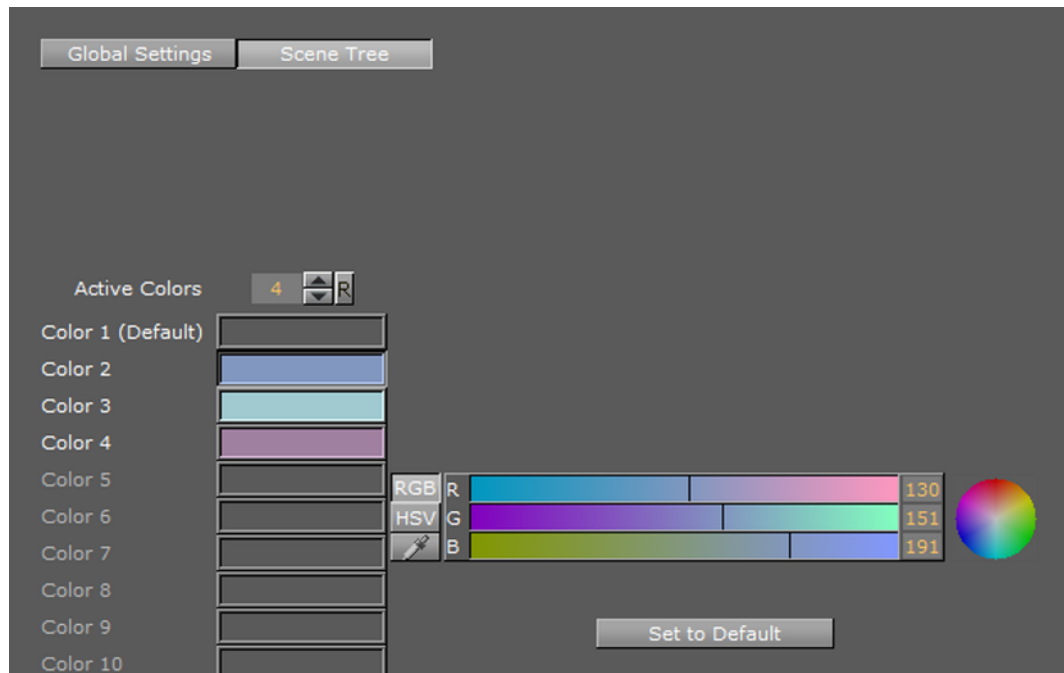 Global Settings Scene Tree
Active Colors 4 R
Color 1 (Default)
Color 2
Color 3
Color 4
Color 5
RGB R 130
Color 6
HSV G 151
Color 7
B 191
Color 8
Color 9
Set to Default
Color 10